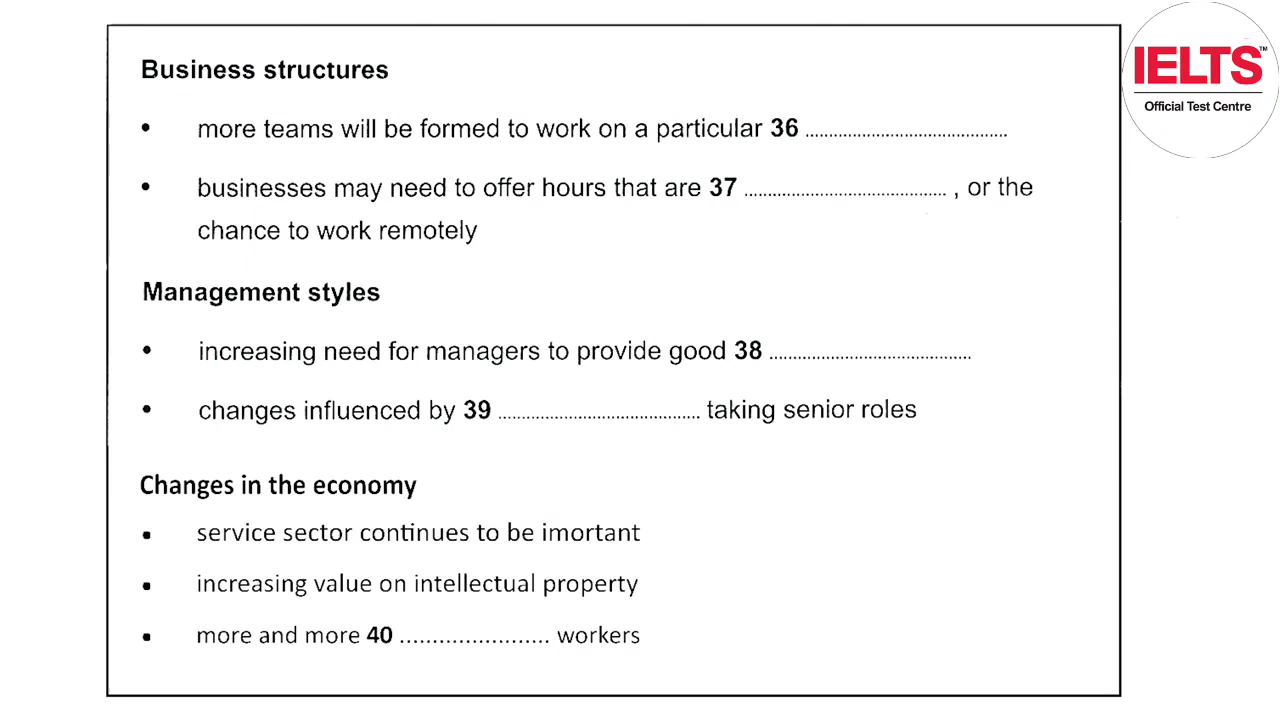 IELTS™
Official Test Centre
Business structures
• more teams will be formed to work on a particular 36 ..........................................
• businesses may need to offer hours that are 37 .......................................... , or the
chance to work remotely
Management styles
• increasing need for managers to provide good 38 ..........................................
• changes influenced by 39 .......................................... taking senior roles
Changes in the economy
▪ service sector continues to be imortant
▪ increasing value on intellectual property
▪ more and more 40 ....................... workers